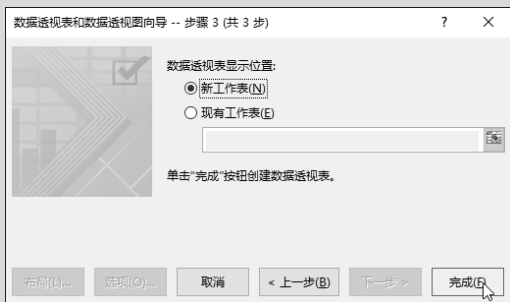 数据透视表和数据透视图向导 -- 步骤 3 (共 3 步)
数据透视表显示位置:
新工作表(N)
现有工作表(E)
单击“完成”按钮创建数据透视表。
布局(L)... 选项(O)... 取消 < 上一步(B) 下一步 > 完成(F)